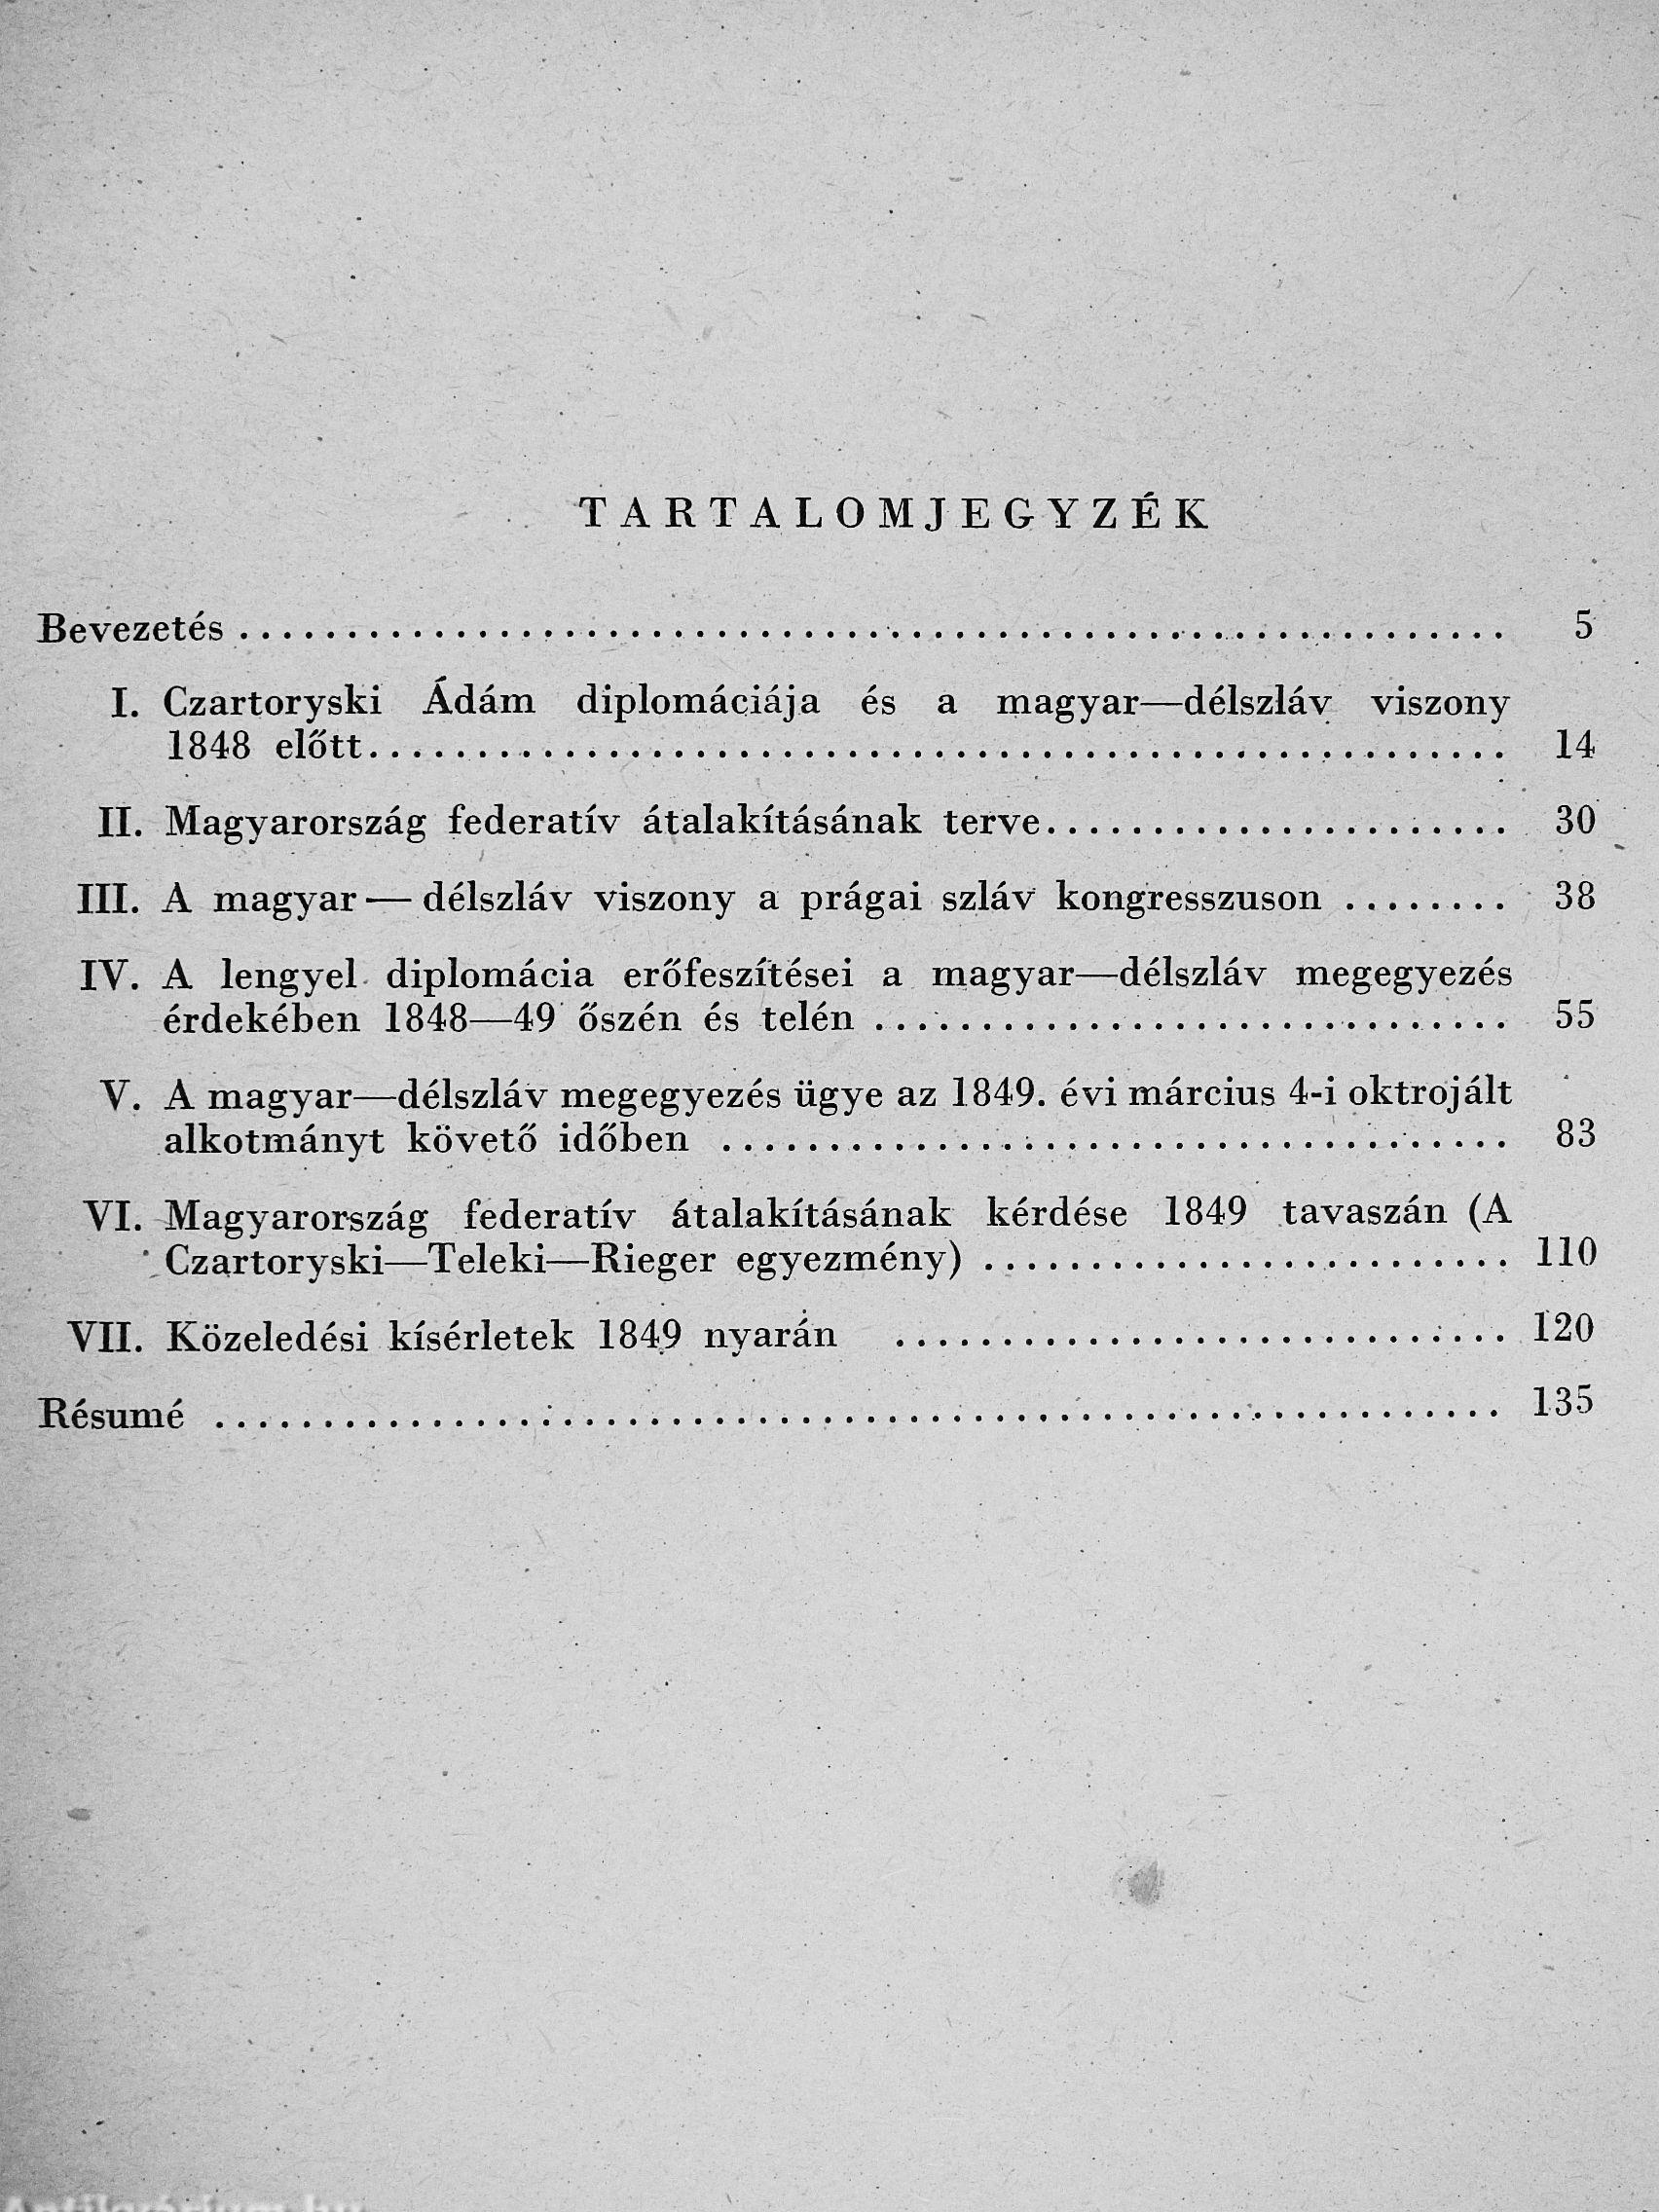 TARTALOMJEGYZÉK
Bevezetés ........................................ 5
I. Czartoryski Ádám diplomáciája és a magyar—délszláv viszony
1848 előtt ........................................ 14
II. Magyarország federatív átalakításának terve ........................................ 30
III. A magyar — délszláv viszony a prágai szláv kongresszuson ........ 38
IV. A lengyel diplomácia erőfeszítései a magyar—délszláv megegyezés
érdekében 1848—49 őszén és telén ........................................ 55
V. A magyar—délszláv megegyezés ügye az 1849. évi március 4-i oktrojált
alkotmányt követő időben ........................................ 83
VI. Magyarország federatív átalakításának kérdése 1849 tavaszán (A
Czartoryski—Teleki—Rieger egyezmény) ........................................ 110
VII. Közeledési kísérletek 1849 nyarán ........................................ 120
Résumé ........................................ 135